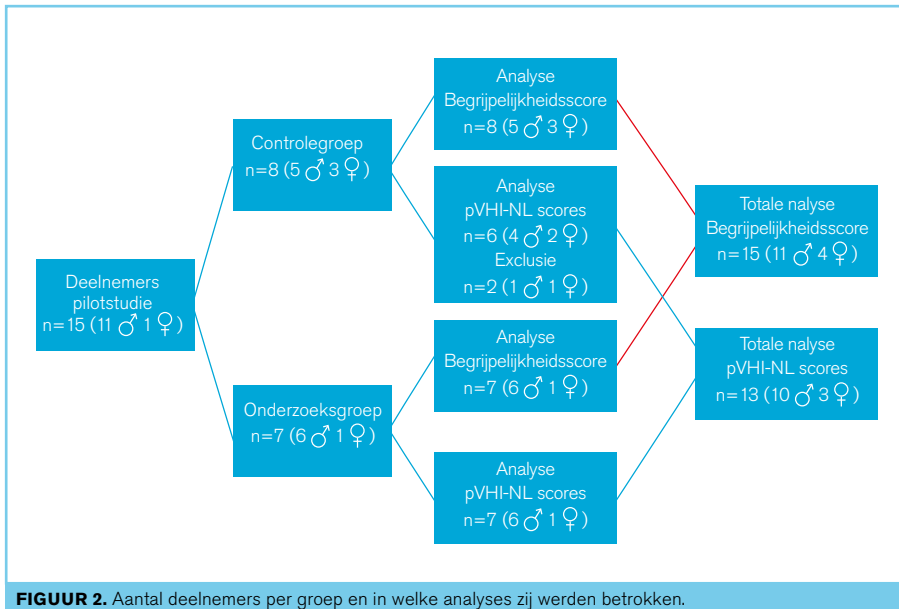 Deelnemers
pilotstudie
n=15 (11 ♂ 1 ♀)
Controlegroep
n=8 (5 ♂ 3 ♀)
Onderzoeksgroep
n=7 (6 ♂ 1 ♀)
Analyse
Begrijpelijkheidsscore
n=8 (5 ♂ 3 ♀)
Analyse
pVHI-NL scores
n=6 (4 ♂ 2 ♀)
Exclusie
n=2 (1 ♂ 1 ♀)
Analyse
Begrijpelijkheidsscore
n=7 (6 ♂ 1 ♀)
Analyse
pVHI-NL scores
n=7 (6 ♂ 1 ♀)
Totale nalyse
Begrijpelijkheidsscore
n=15 (11 ♂ 4 ♀)
Totale nalyse
pVHI-NL scores
n=13 (10 ♂ 3 ♀)
FIGUUR 2. Aantal deelnemers per groep en in welke analyses zij werden betrokken.